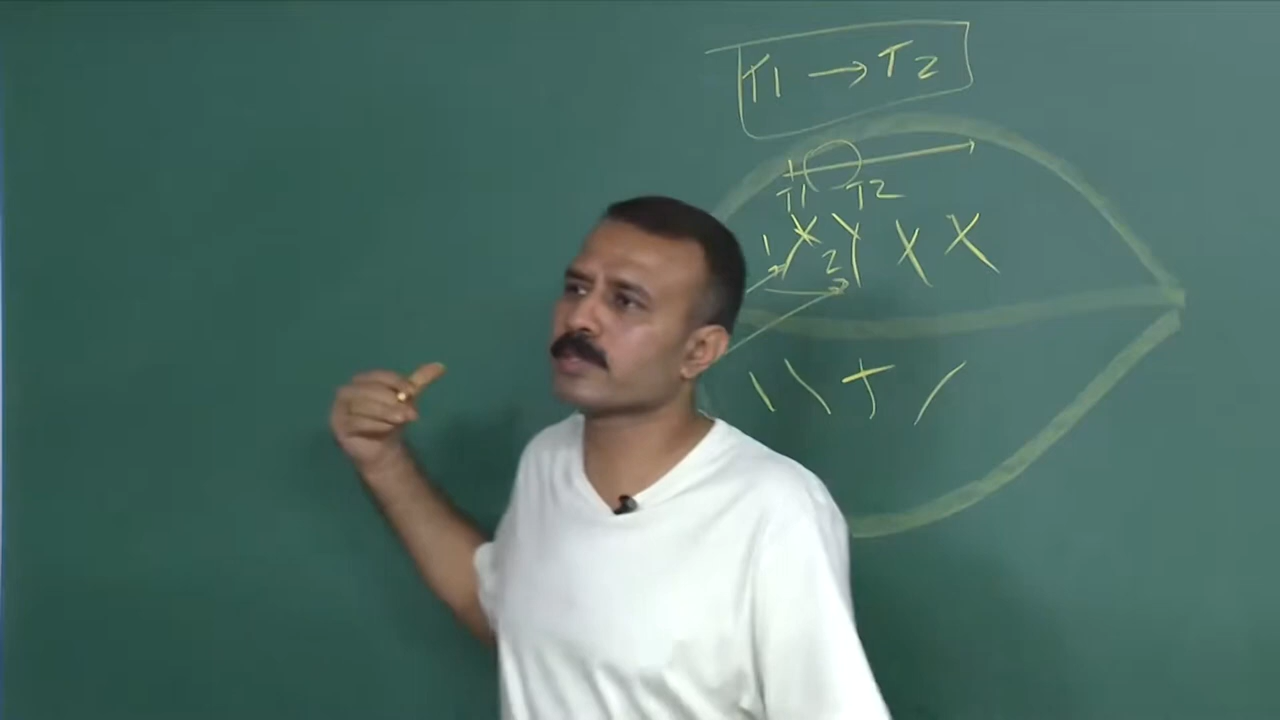 T1 → T2
T1 T2
X Y X X
1 2